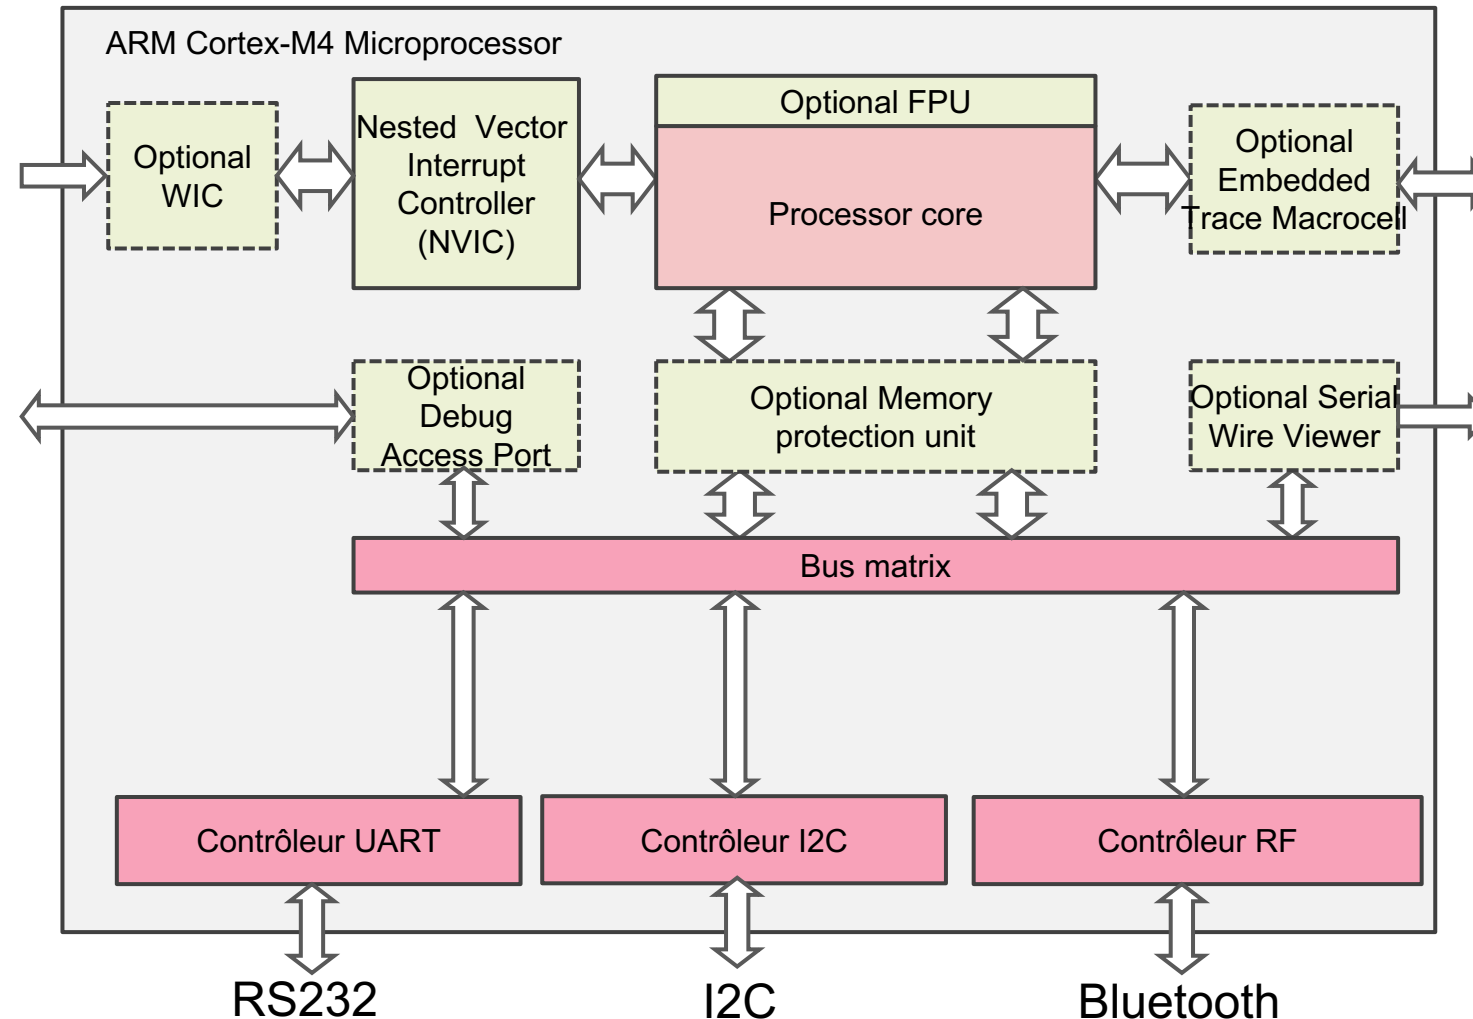 ARM Cortex-M4 Microprocessor
Optional
WIC
Nested Vector
Interrupt
Controller
(NVIC)
Optional FPU
Processor core
Optional
Embedded
Trace Macrocell
Optional
Debug
Access Port
Optional Memory
protection unit
Optional Serial
Wire Viewer
Bus matrix
Contrôleur UART
Contrôleur I2C
Contrôleur RF
RS232
I2C
Bluetooth